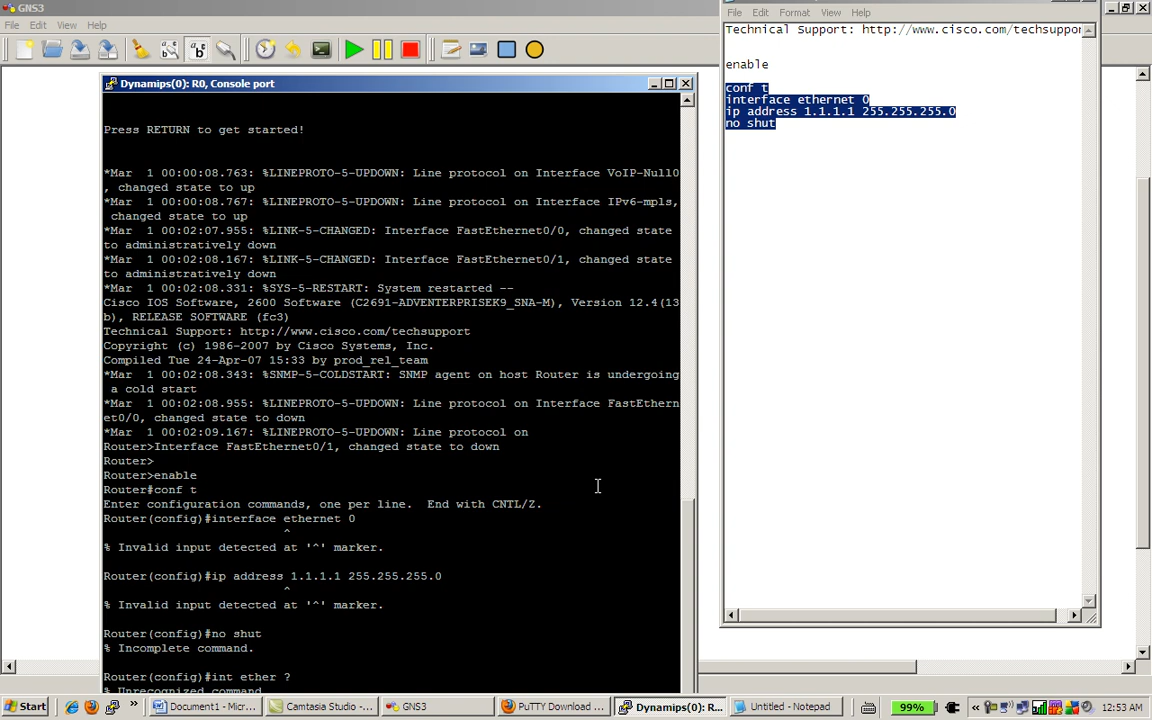 GNS3
File Edit View Help
File Edit Format View Help
Technical Support: http://www.cisco.com/techsuppor
enable
conf t
interface ethernet 0
ip address 1.1.1.1 255.255.255.0
no shut
Dynamips(0): R0, Console port
Press RETURN to get started!
*Mar  1 00:00:08.763: %LINEPROTO-5-UPDOWN: Line protocol on Interface VoIP-Null0
, changed state to up
*Mar  1 00:00:08.767: %LINEPROTO-5-UPDOWN: Line protocol on Interface IPv6-mpls,
changed state to up
*Mar  1 00:02:07.955: %LINK-5-CHANGED: Interface FastEthernet0/0, changed state
to administratively down
*Mar  1 00:02:08.167: %LINK-5-CHANGED: Interface FastEthernet0/1, changed state
to administratively down
*Mar  1 00:02:08.331: %SYS-5-RESTART: System restarted --
Cisco IOS Software, 2600 Software (C2691-ADVENTERPRISEK9_SNA-M), Version 12.4(13
b), RELEASE SOFTWARE (fc3)
Technical Support: http://www.cisco.com/techsupport
Copyright (c) 1986-2007 by Cisco Systems, Inc.
Compiled Tue 24-Apr-07 15:33 by prod_rel_team
*Mar  1 00:02:08.343: %SNMP-5-COLDSTART: SNMP agent on host Router is undergoing
a cold start
*Mar  1 00:02:08.955: %LINEPROTO-5-UPDOWN: Line protocol on Interface FastEthern
et0/0, changed state to down
*Mar  1 00:02:09.167: %LINEPROTO-5-UPDOWN: Line protocol on
Router>Interface FastEthernet0/1, changed state to down
Router>
Router>enable
Router#conf t
Enter configuration commands, one per line.  End with CNTL/Z.
Router(config)#interface ethernet 0
^
% Invalid input detected at '^' marker.
Router(config)#ip address 1.1.1.1 255.255.255.0
^
% Invalid input detected at '^' marker.
Router(config)#no shut
% Incomplete command.
Router(config)#int ether ?
% Unrecognized command
Start Document1 - Micr... Camtasia Studio -... GNS3 PuTTY Download ... Dynamips(0): R... Untitled - Notepad 99% 12:53 AM